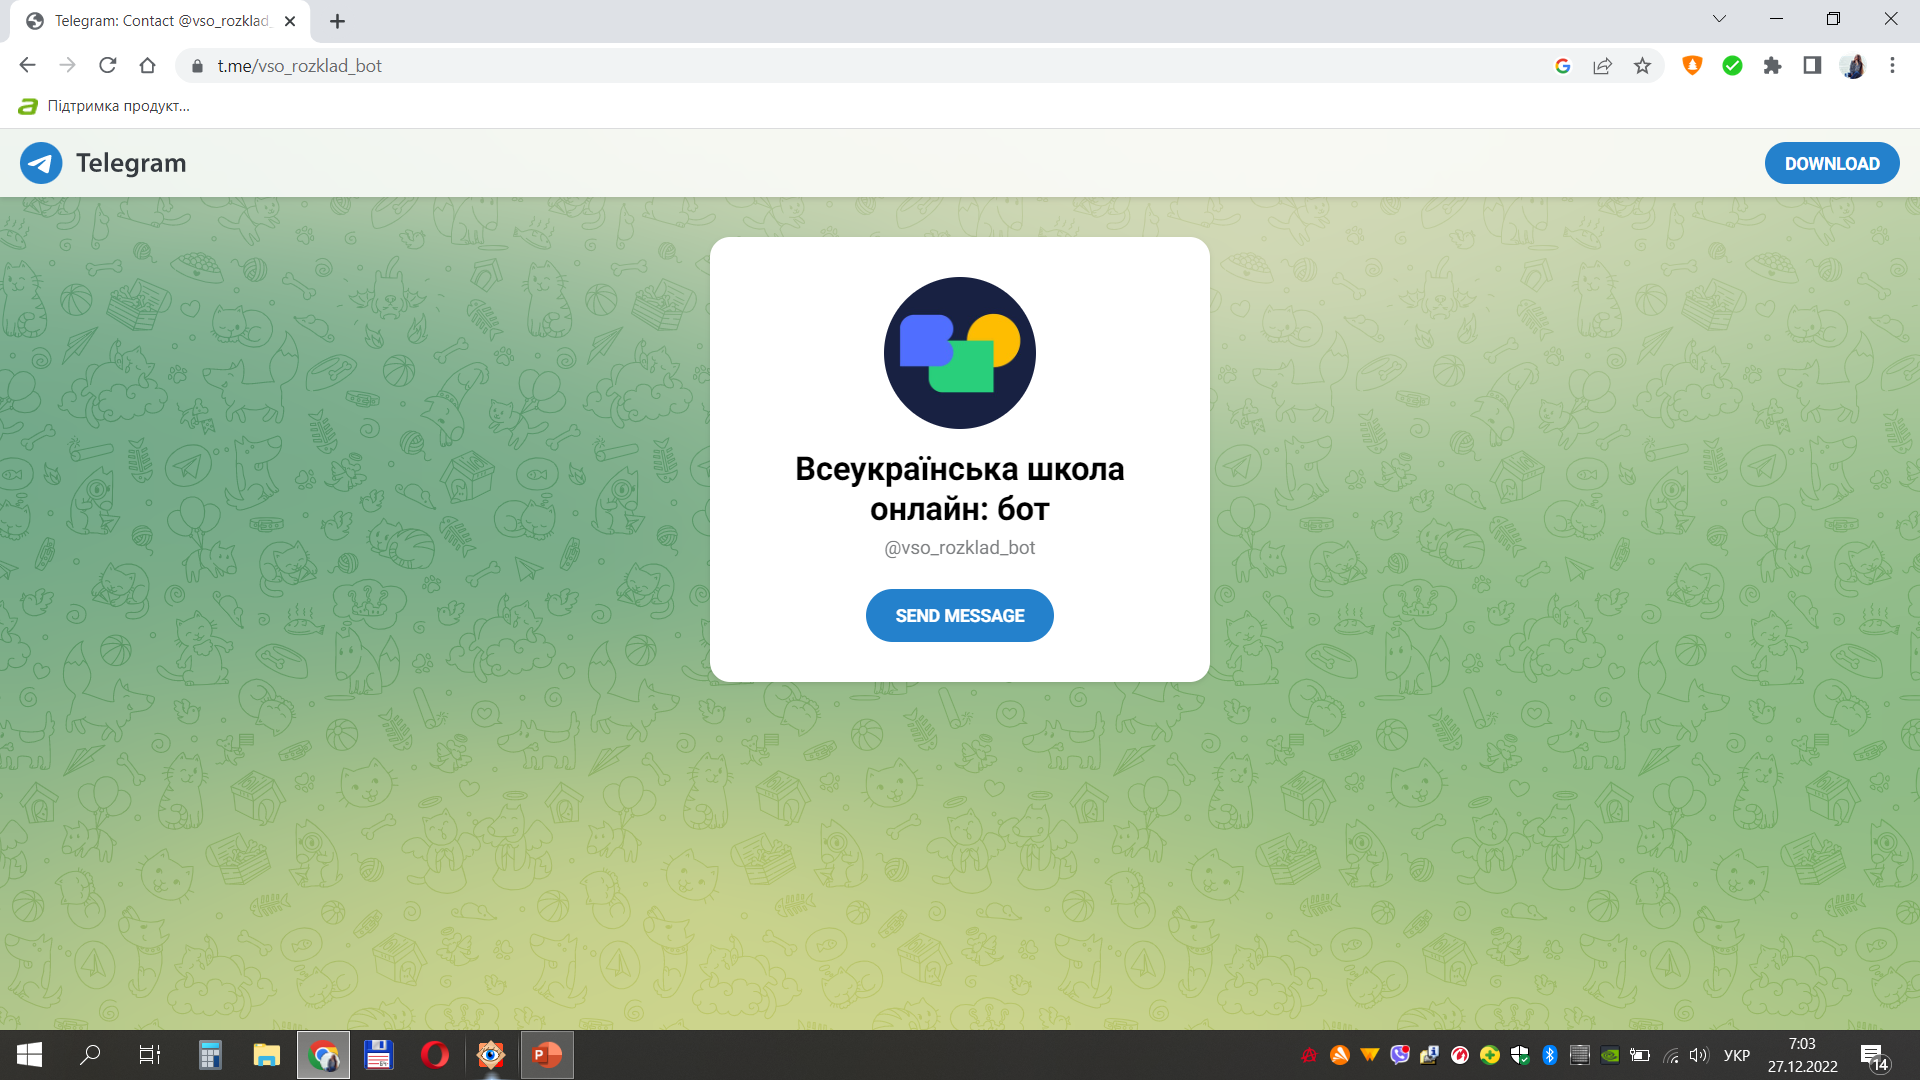 Telegram: Contact @vso_rozklad_
t.me/vso_rozklad_bot
Підтримка продукт...
Telegram
DOWNLOAD
Всеукраїнська школа
онлайн: бот
@vso_rozklad_bot
SEND MESSAGE
УКР
7:03
27.12.2022
14